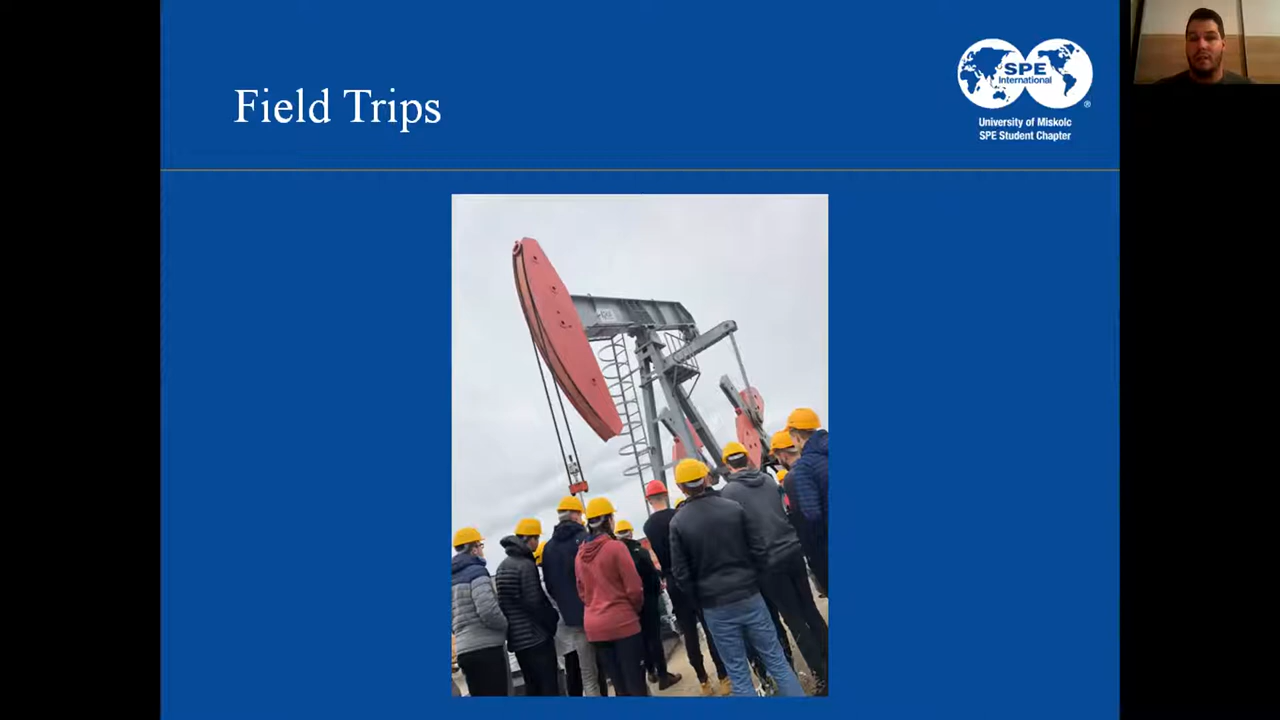 Field Trips
SPE
International
®
University of Miskolc
SPE Student Chapter